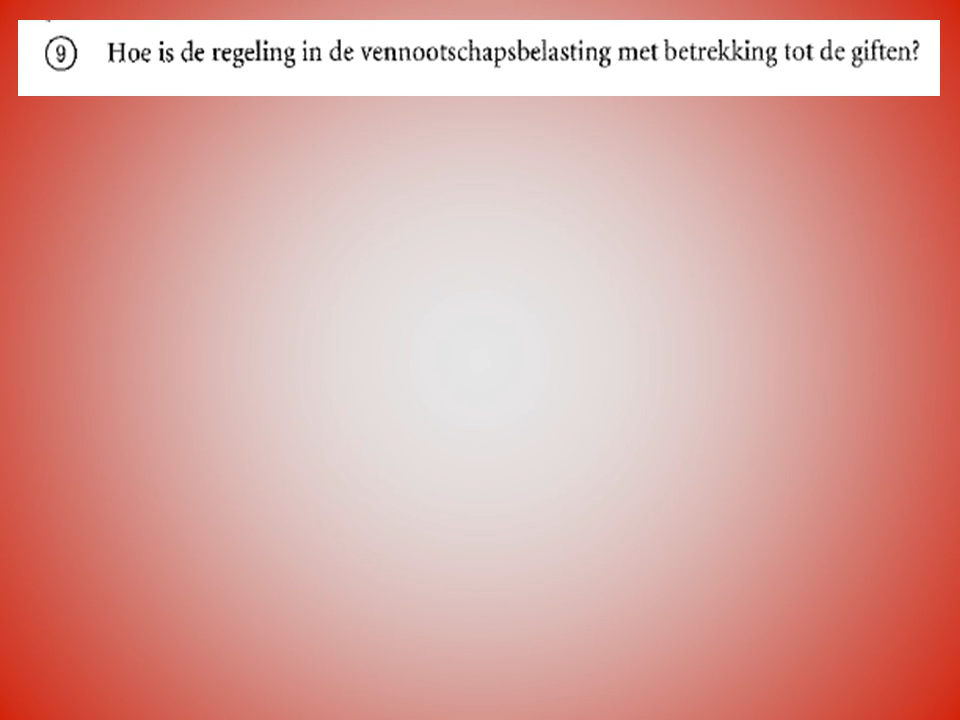 9 Hoe is de regeling in de vennootschapsbelasting met betrekking tot de giften?